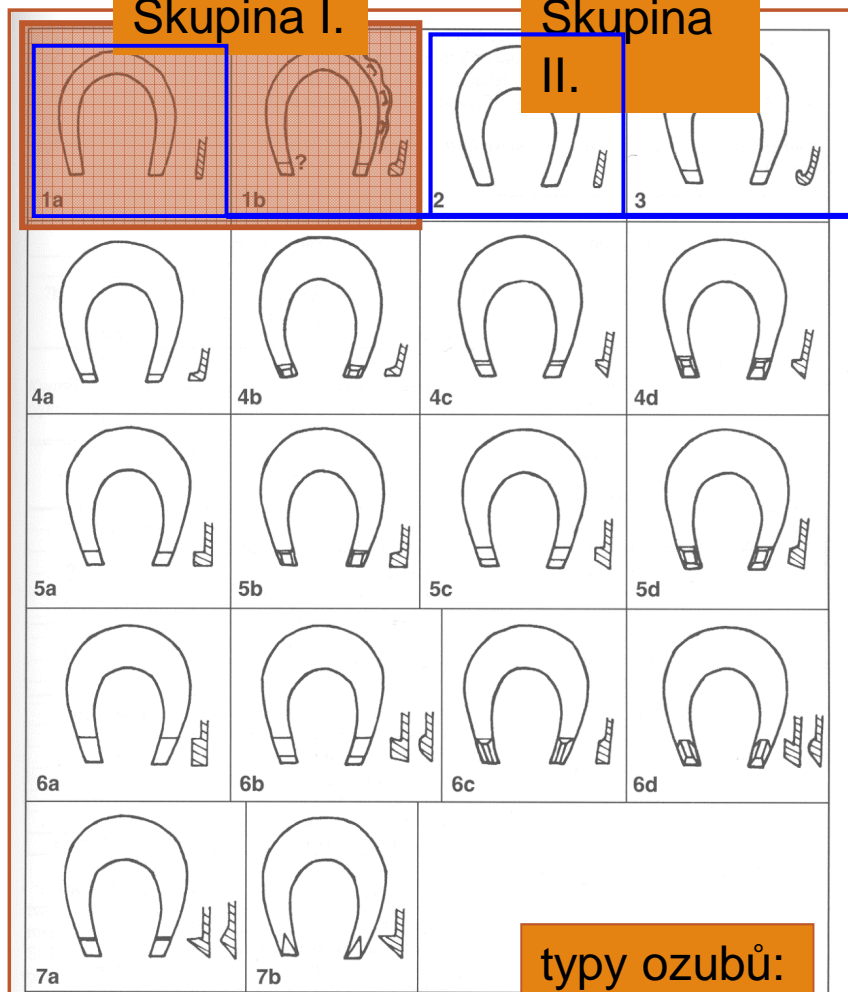 Skupina I.
Skupina
II.
?
1a
1b
2
3
4a
4b
4c
4d
5a
5b
5c
5d
6a
6b
6c
6d
7a
7b
typy ozubů: